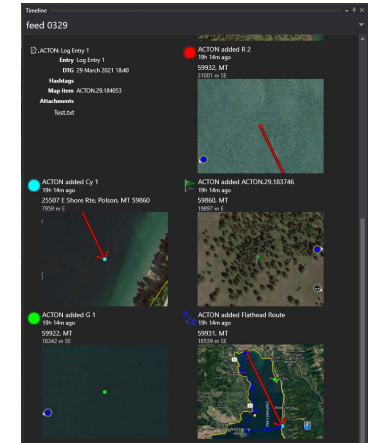 Timeline
feed 0329
ACTON: Log Entry 1
Entry Log Entry 1
DTG 29 March 2021 18:40
Hashtags
Map item ACTON.29.184053
Attachments
Test.txt
ACTON added R 2
19h 14m ago
59932, MT
31001 m SE
ACTON added Cy 1
19h 14m ago
25507 E Shore Rte, Polson, MT 59860
7959 m E
ACTON added ACTON.29.183746
19h 14m ago
59860, MT
19897 m E
ACTON added G 1
19h 14m ago
59922, MT
18342 m SE
ACTON added Flathead Route
19h 14m ago
59931, MT
18539 m SE